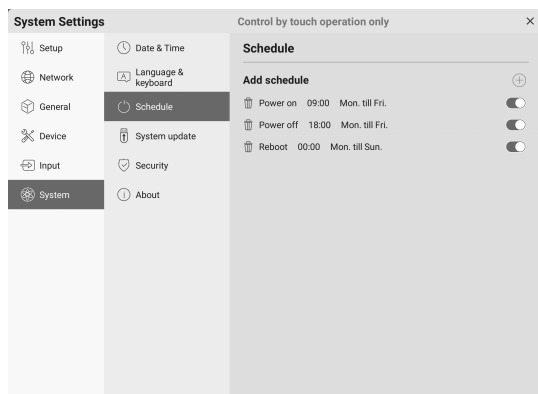 System Settings
Control by touch operation only
Setup
Network
General
Device
Input
System
Date & Time
Language &
keyboard
Schedule
System update
Security
About
Schedule
Add schedule
Power on 09:00 Mon. till Fri.
Power off 18:00 Mon. till Fri.
Reboot 00:00 Mon. till Sun.